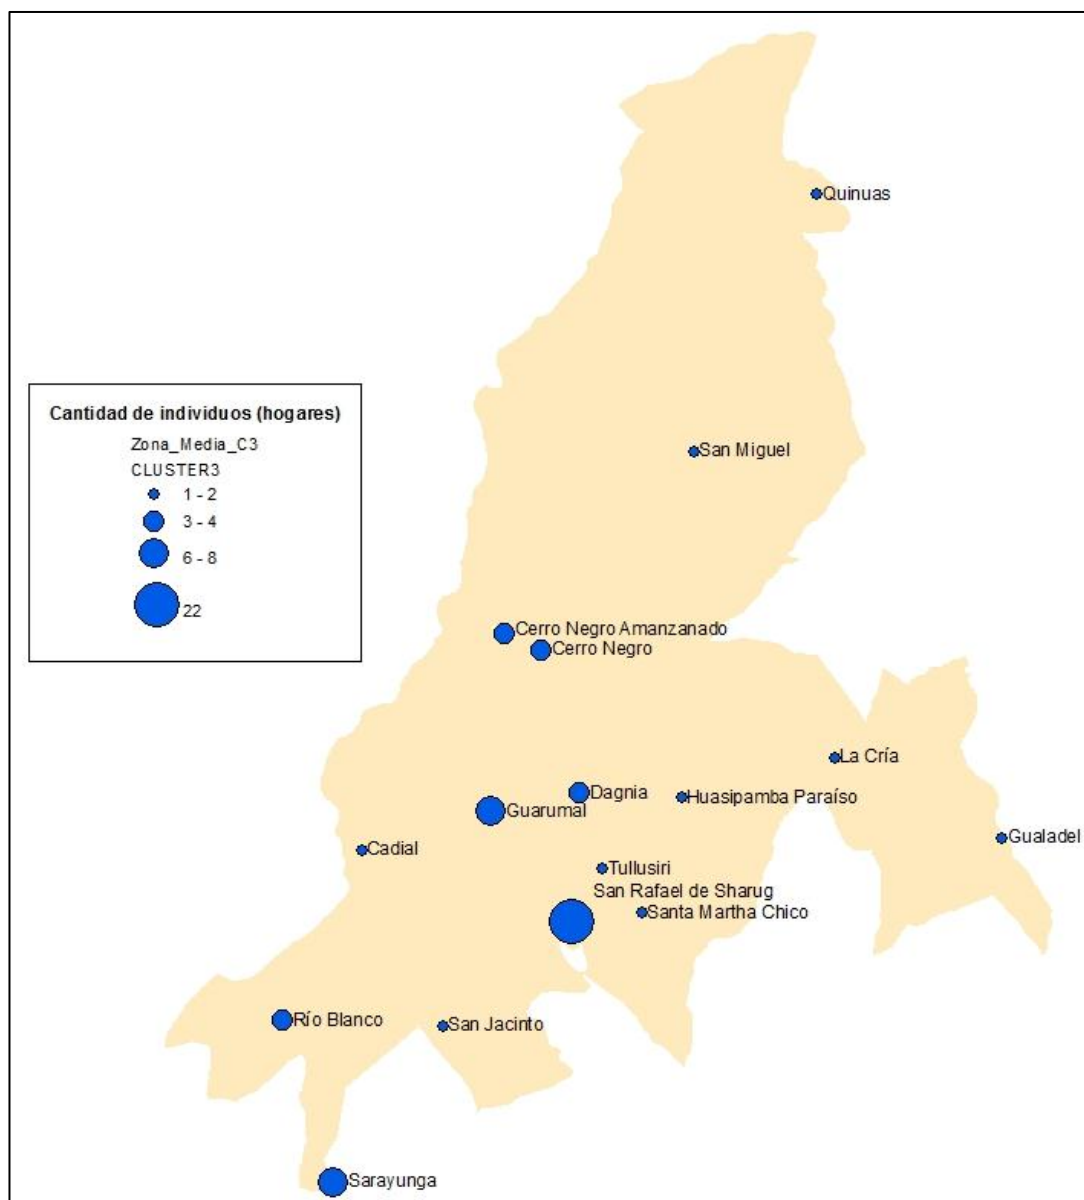 Quinuas
Cantidad de individuos (hogares)
Zona_Media_C3
CLUSTER3
1 - 2
3 - 4
6 - 8
22
San Miguel
Cerro Negro Amanzanado
Cerro Negro
La Cría
Dagnia
Huasipamba Paraíso
Guarumal
Gualadel
Cadial
Tullusiri
San Rafael de Sharug
Santa Martha Chico
Río Blanco
San Jacinto
Sarayunga